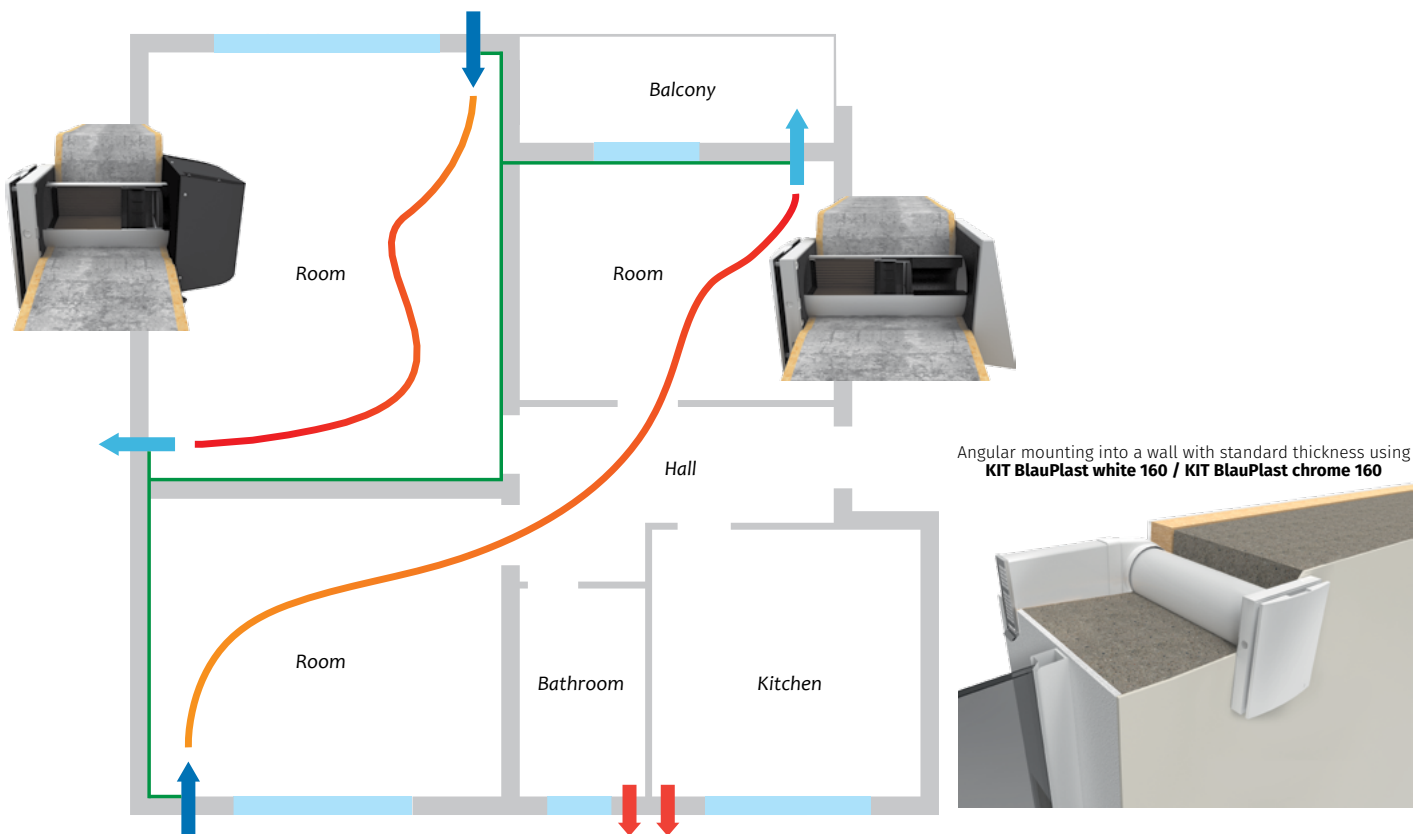 Balcony
Room
Room
Hall
Angular mounting into a wall with standard thickness using
KIT BlauPlast white 160 / KIT BlauPlast chrome 160
Room
Bathroom
Kitchen